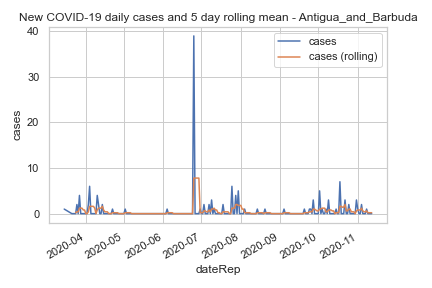 New COVID-19 daily cases and 5 day rolling mean - Antigua_and_Barbuda
cases
cases (rolling)
40
30
20
10
0
cases
2020-04
2020-05
2020-06
2020-07
2020-08
2020-09
2020-10
2020-11
dateRep